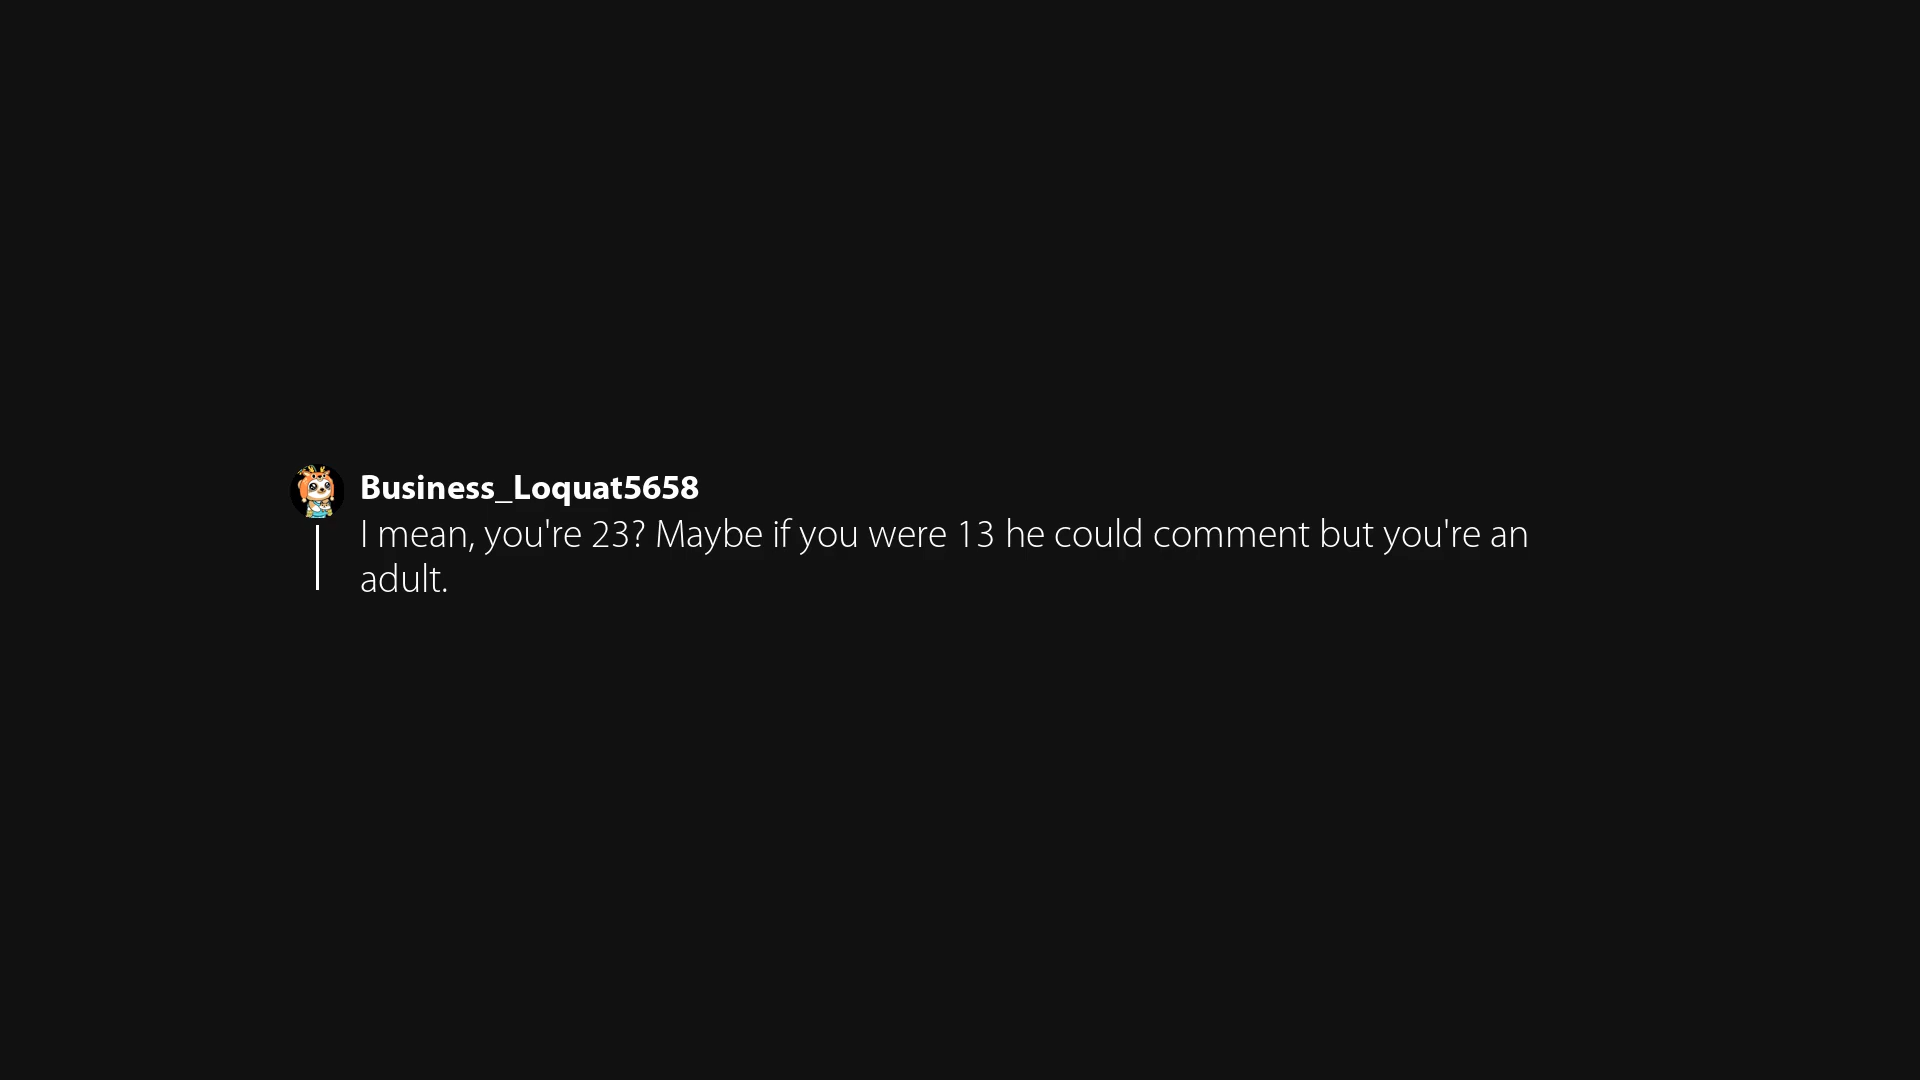 Business_Loquat5658
I mean, you're 23? Maybe if you were 13 he could comment but you're an
adult.